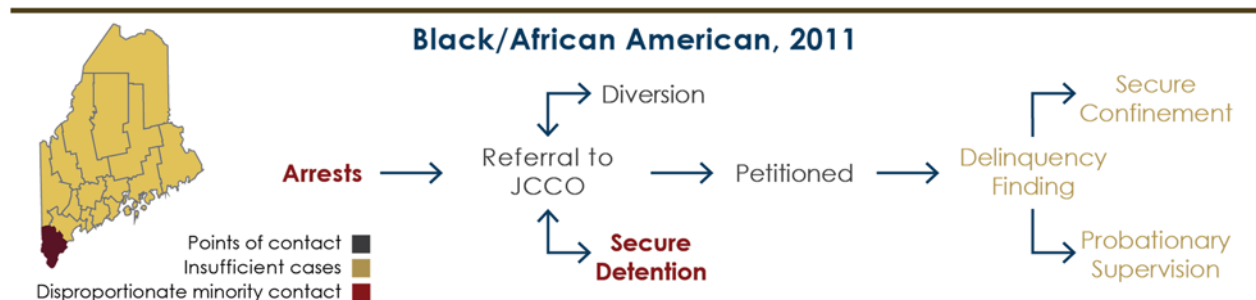 Black/African American, 2011
Diversion
Secure
Confinement
Arrests
Referral to
JCCO
Petitioned
Delinquency
Finding
Secure
Detention
Probationary
Supervision
Points of contact
Insufficient cases
Disproportionate minority contact